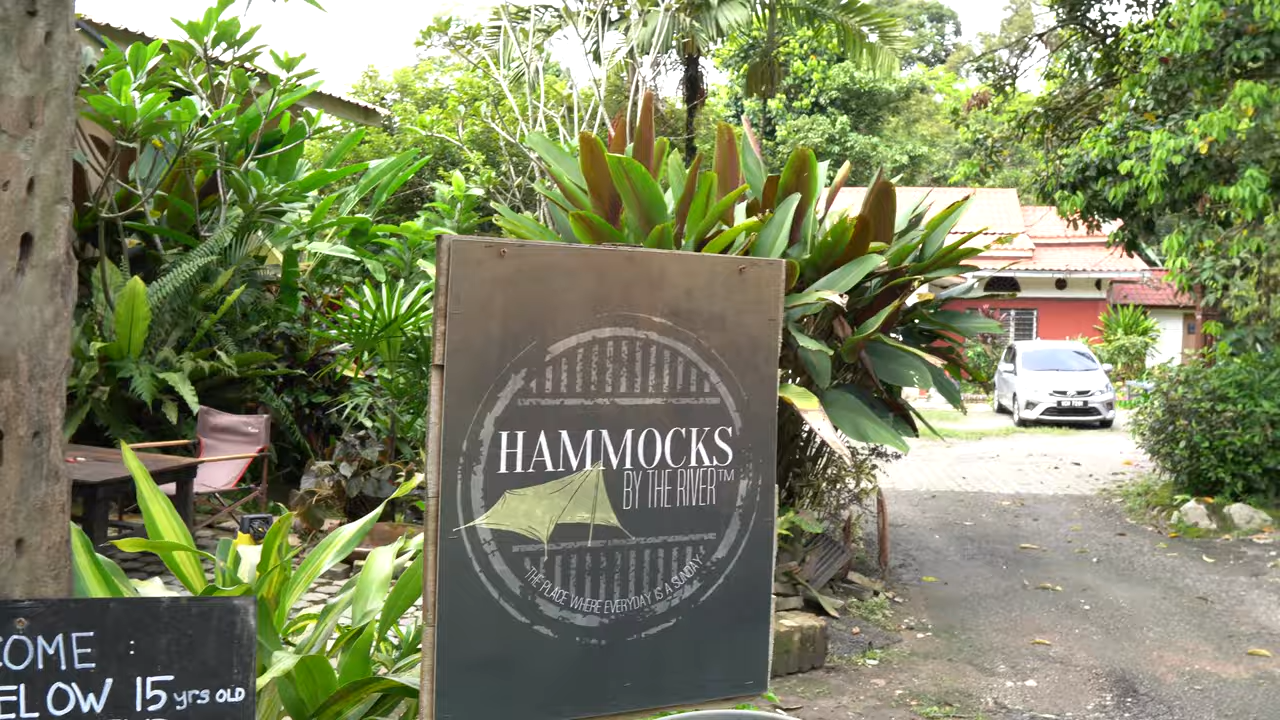 HAMMOCKS
BY THE RIVER™
THE PLACE WHERE EVERYDAY IS A SUNDAY.
COME :
ELOW 15 yrs OLD